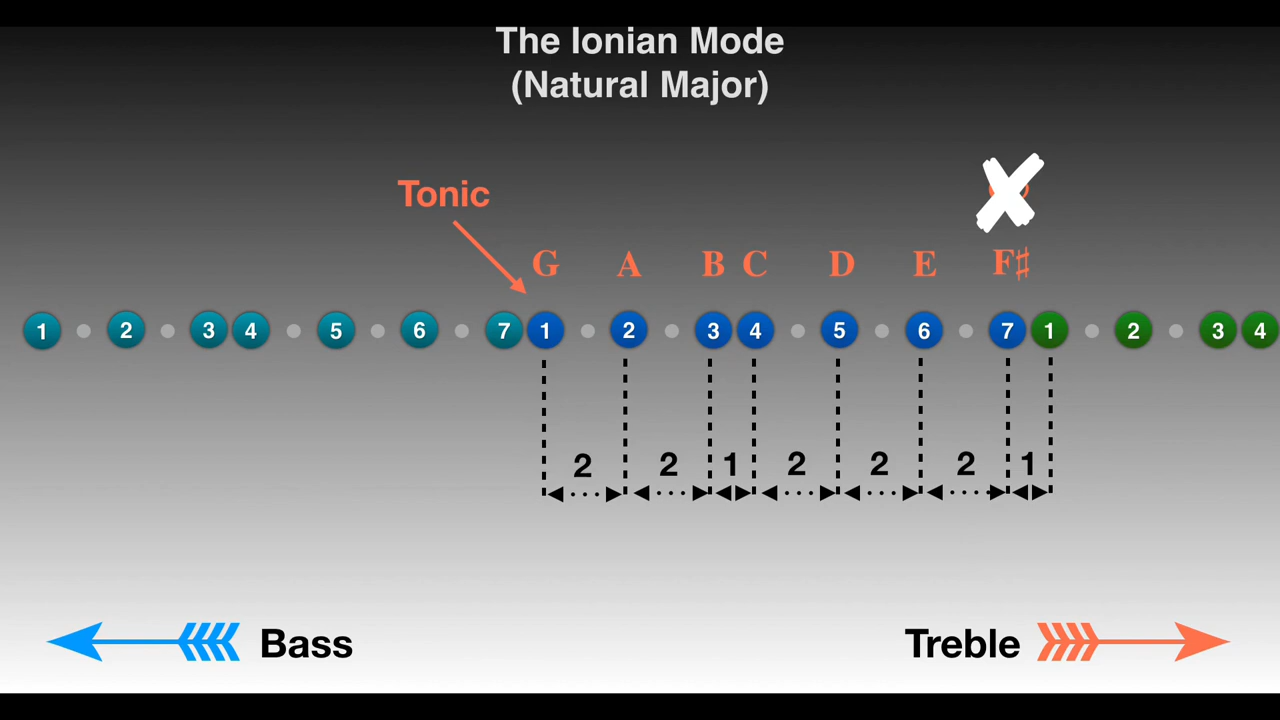 The Ionian Mode
(Natural Major)
Tonic
G A B C D E F♯
1 2 3 4 5 6 7 1 2 3 4 5 6 7 1 2 3 4
2 2 1 2 2 2 1
Bass Treble